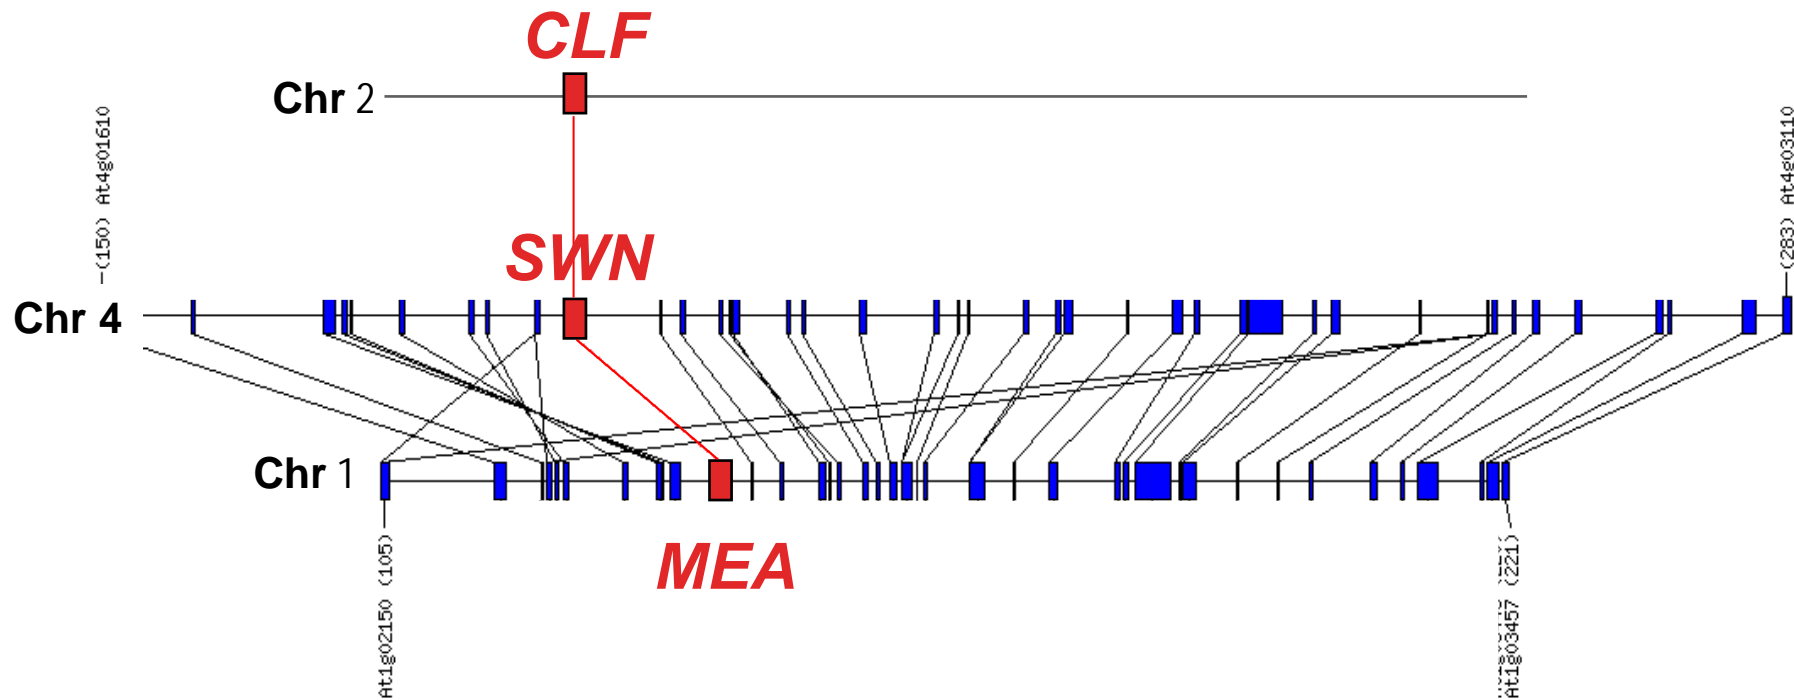 CLF
Chr 2
~(150) At4g01610
(283) At4g03110
SWN
Chr 4
Chr 1
MEA
At1g02150 (105)
At1g03457 (221)